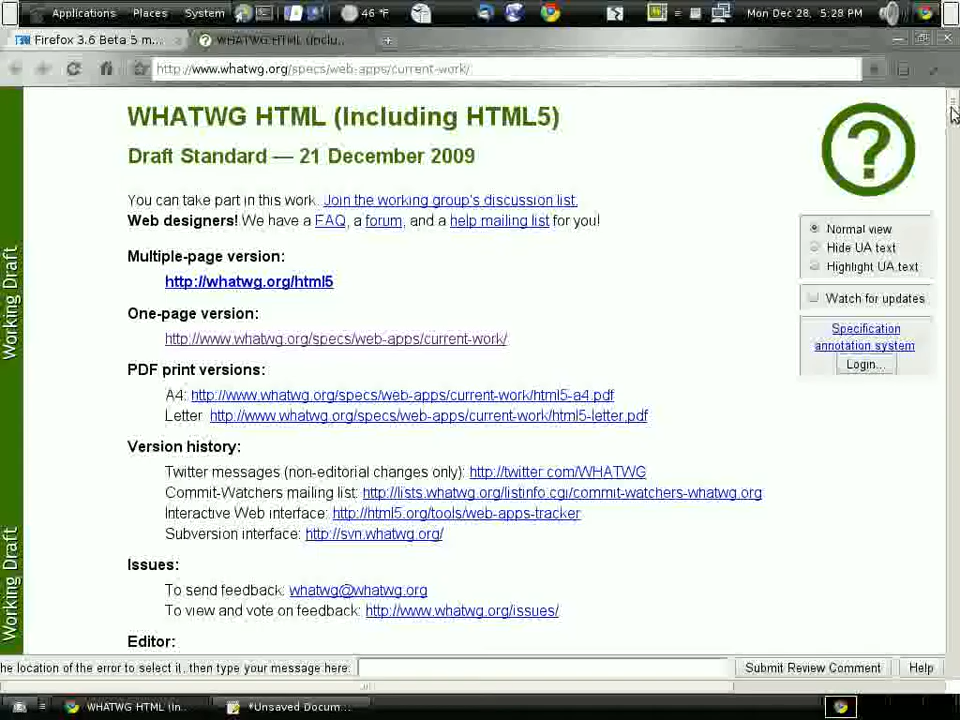 Applications Places System 46 °F Mon Dec 28, 5:28 PM
Firefox 3.6 Beta 5 m... WHATWG HTML (Inclu...
http://www.whatwg.org/specs/web-apps/current-work/
WHATWG HTML (Including HTML5)
Draft Standard — 21 December 2009
You can take part in this work. Join the working group's discussion list.
Web designers! We have a FAQ, a forum, and a help mailing list for you!
Multiple-page version:
http://whatwg.org/html5
One-page version:
http://www.whatwg.org/specs/web-apps/current-work/
PDF print versions:
A4: http://www.whatwg.org/specs/web-apps/current-work/html5-a4.pdf
Letter http://www.whatwg.org/specs/web-apps/current-work/html5-letter.pdf
Version history:
Twitter messages (non-editorial changes only): http://twitter.com/WHATWG
Commit-Watchers mailing list: http://lists.whatwg.org/listinfo.cgi/commit-watchers-whatwg.org
Interactive Web interface: http://html5.org/tools/web-apps-tracker
Subversion interface: http://svn.whatwg.org/
Issues:
To send feedback: whatwg@whatwg.org
To view and vote on feedback: http://www.whatwg.org/issues/
Editor:
Normal view
Hide UA text
Highlight UA text
Watch for updates
Specification
annotation system
Login...
Working Draft
Working Draft
he location of the error to select it, then type your message here: Submit Review Comment Help
WHATWG HTML (In... *Unsaved Docum...